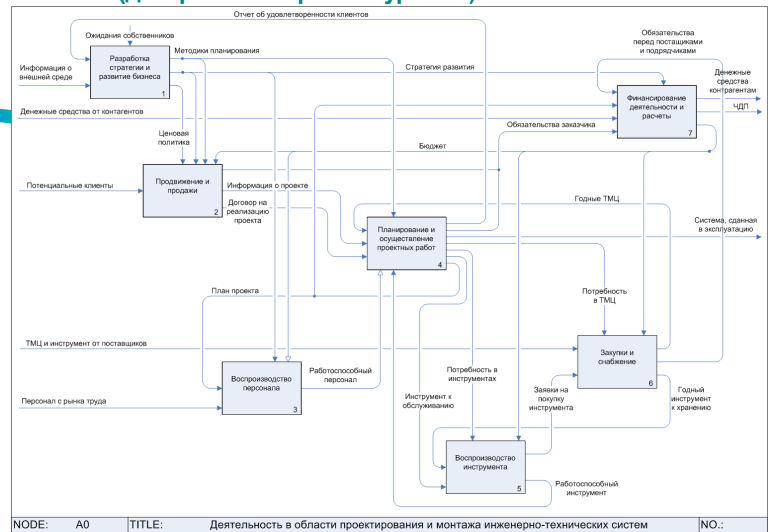 Отчет об удовлетворенности клиентов
Ожидания собственников
Обязательства
перед постащиками
и подрядчиками
Методики планирования
Разработка
стратегии и
развитие бизнеса
1
Информация о
внешней среде
Стратегия развития
Денежные
средства
контрагентам
ЧДП
Финансирование
деятельности и
расчеты
7
Денежные средства от контагентов
Обязательства заказчика
Ценовая
политика
Бюджет
Потенциальные клиенты
Продвижение и
продажи
2
Информация о проекте
Договор на
реализацию
проекта
Годные ТМЦ
Планирование и
осуществление
проектных работ
4
Система, сданная
в эксплуатацию
План проекта
Потребность
в ТМЦ
ТМЦ и инструмент от поставщиков
Закупки и
снабжение
6
Воспроизводство
персонала
3
Работоспособный
персонал
Потребность в
инструментах
Инструмент к
обслуживанию
Заявки на
покупку
инструмента
Годный
инструмент
к хранению
Персонал с рынка труда
Воспроизводство
инструмента
5
Работоспособный
инструмент
NODE: A0 TITLE: Деятельность в области проектирования и монтажа инженерно-технических систем NO.: